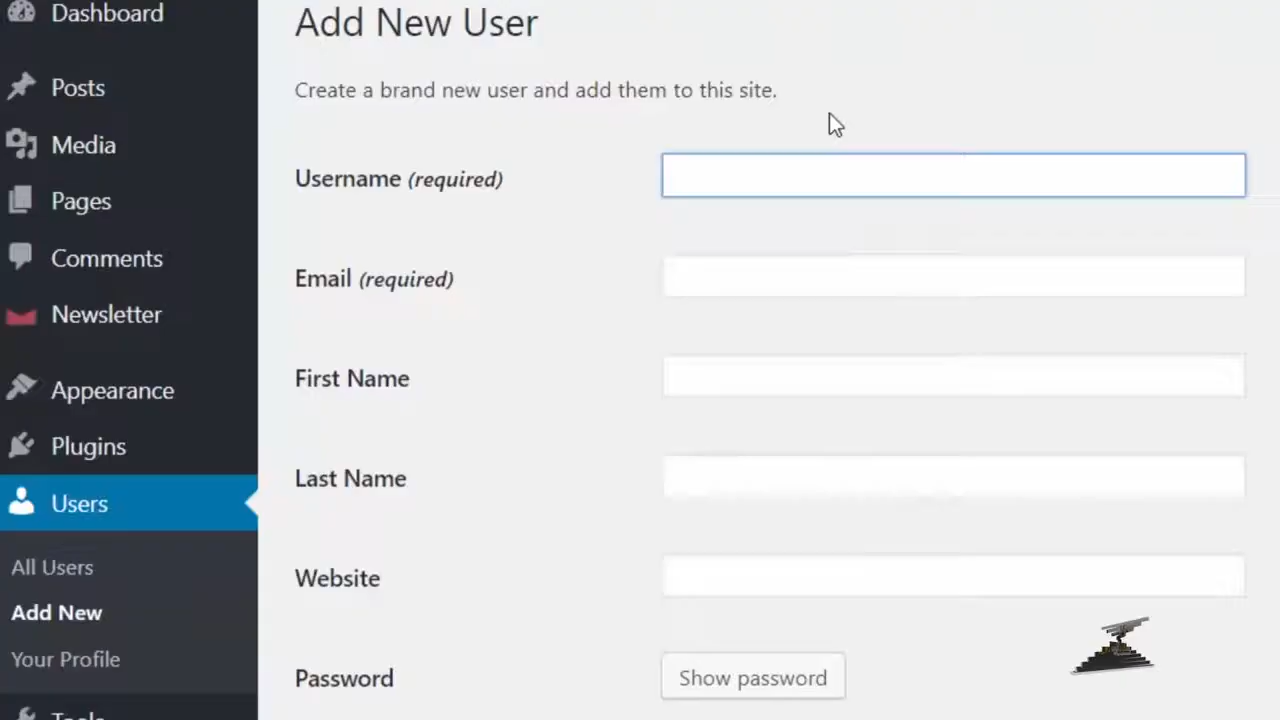 Dashboard
Posts
Media
Pages
Comments
Newsletter
Appearance
Plugins
Users
All Users
Add New
Your Profile
Tools
Add New User
Create a brand new user and add them to this site.
Username (required)
Email (required)
First Name
Last Name
Website
Password
Show password